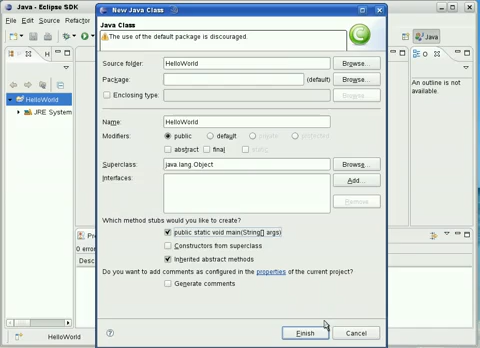 Java - Eclipse SDK
New Java Class
File Edit
Refactor
Java Class
The use of the default package is discouraged.
Java
H
O
Source folder: HelloWorld Browse...
Package: (default) Browse...
Enclosing type: Browse...
An outline is not
available.
HelloWorld
JRE System
Name: HelloWorld
Modifiers: public default private protected
abstract final static
Superclass: java.lang.Object Browse...
Interfaces: Add...
Remove
Which method stubs would you like to create?
public static void main(String[] args)
Constructors from superclass
Inherited abstract methods
Do you want to add comments as configured in the properties of the current project?
Generate comments
0 error
Desc
Finish Cancel
HelloWorld